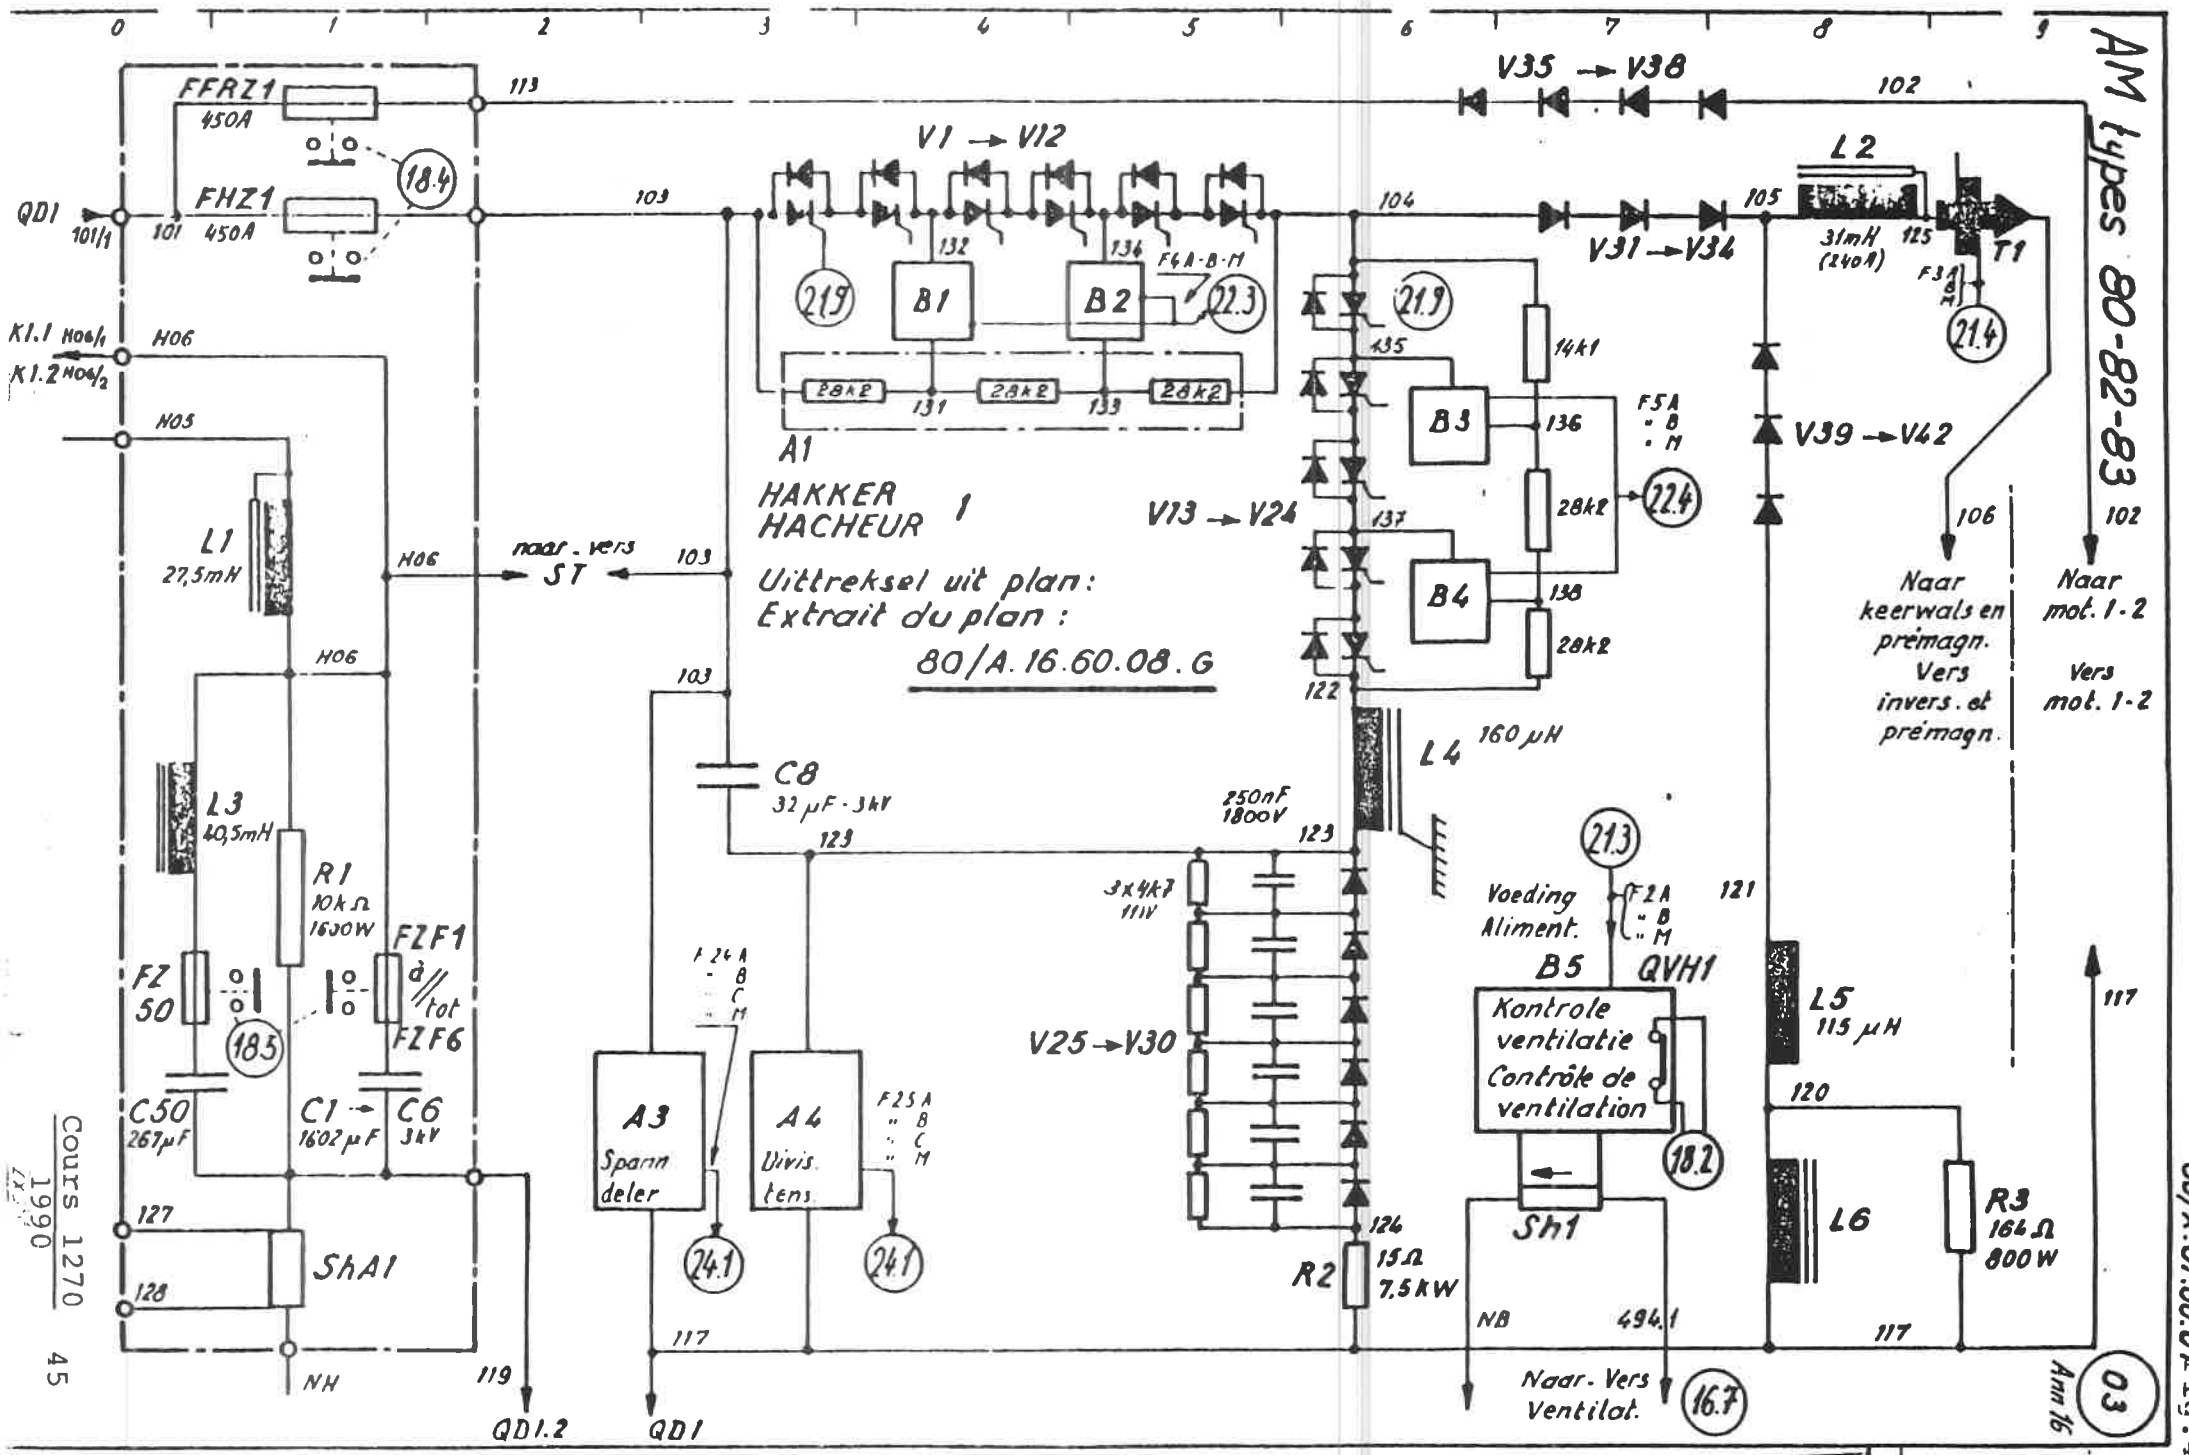 0 1 2 3 4 5 6 7 8 9
AM types 80-82-83
FFRZ1
450A
113
V35 → V38
102
V1 → V12
18.4
QD1
101/1
101
FHZ1
450A
103
104
V31 → V34
105
L2
31mH
(240A)
125
T1
F3A
B
M
21.4
21.9
132
B1
134
B2
F4A-B-M
22.3
28k2
131
28k2
133
28k2
A1
HAKKER
HACHEUR 1
Uittreksel uit plan:
Extrait du plan :
80/A.16.60.08.G
K1.1 H06/1
K1.2 H06/2
H06
H05
L1
27,5mH
H06
naar - vers
ST
103
H06
103
21.9
135
14k1
B3
136
F5A
" B
" M
22.4
V13 → V24
28k2
137
B4
138
28k2
122
V39 → V42
106
102
Naar
keerwals en
prémagn.
Vers
invers. et
prémagn.
Naar
mot. 1-2
Vers
mot. 1-2
L3
40,5mH
R1
10kΩ
1600W
FZ
50
18.5
FZF1
à //
tot
FZF6
C50
267µF
C1 → C6
1602µF 3kV
C8
32µF-3kV
123
L4 160µH
250nF
1800V
123
3x4k7
11W
V25 → V30
124
R2
15Ω
7,5kW
F24A
" B
" C
" M
A3
Spann
deler
24.1
A4
Divis.
tens.
F25A
" B
" C
" M
24.1
21.3
Voeding
Aliment.
F2A
" B
" M
B5
QVH1
Kontrole
ventilatie
Contrôle de
ventilation
18.2
Sh1
NB
494.1
Naar - Vers
Ventilat.
16.7
121
L5
115µH
120
L6
R3
164Ω
800W
117
117
117
127
128
ShA1
NH
119
QD1.2
QD1
Cours 1270
1990
45
03
Ann 16